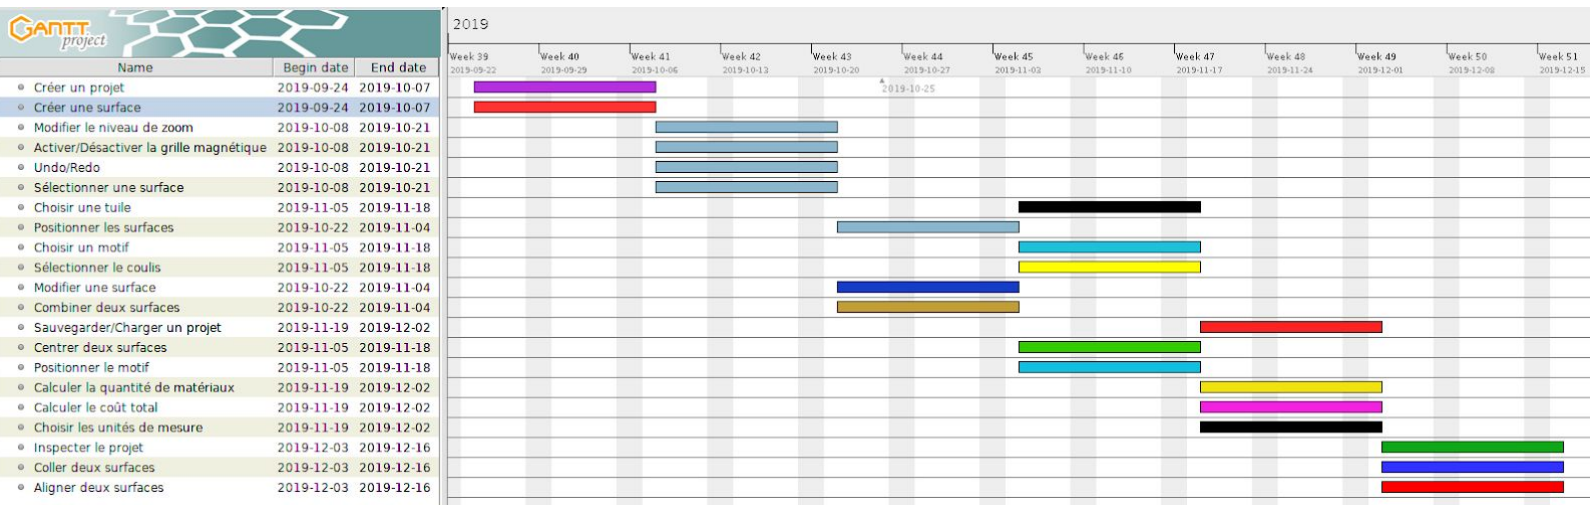 GANTT
project
2019
Week 39 Week 40 Week 41 Week 42 Week 43 Week 44 Week 45 Week 46 Week 47 Week 48 Week 49 Week 50 Week 51
2019-09-22 2019-09-29 2019-10-06 2019-10-13 2019-10-20 2019-10-27 2019-11-03 2019-11-10 2019-11-17 2019-11-24 2019-12-01 2019-12-08 2019-12-15
Name Begin date End date
Créer un projet 2019-09-24 2019-10-07
2019-10-25
Créer une surface 2019-09-24 2019-10-07
Modifier le niveau de zoom 2019-10-08 2019-10-21
Activer/Désactiver la grille magnétique 2019-10-08 2019-10-21
Undo/Redo 2019-10-08 2019-10-21
Sélectionner une surface 2019-10-08 2019-10-21
Choisir une tuile 2019-11-05 2019-11-18
Positionner les surfaces 2019-10-22 2019-11-04
Choisir un motif 2019-11-05 2019-11-18
Sélectionner le coulis 2019-11-05 2019-11-18
Modifier une surface 2019-10-22 2019-11-04
Combiner deux surfaces 2019-10-22 2019-11-04
Sauvegarder/Charger un projet 2019-11-19 2019-12-02
Centrer deux surfaces 2019-11-05 2019-11-18
Positionner le motif 2019-11-05 2019-11-18
Calculer la quantité de matériaux 2019-11-19 2019-12-02
Calculer le coût total 2019-11-19 2019-12-02
Choisir les unités de mesure 2019-11-19 2019-12-02
Inspecter le projet 2019-12-03 2019-12-16
Coller deux surfaces 2019-12-03 2019-12-16
Aligner deux surfaces 2019-12-03 2019-12-16